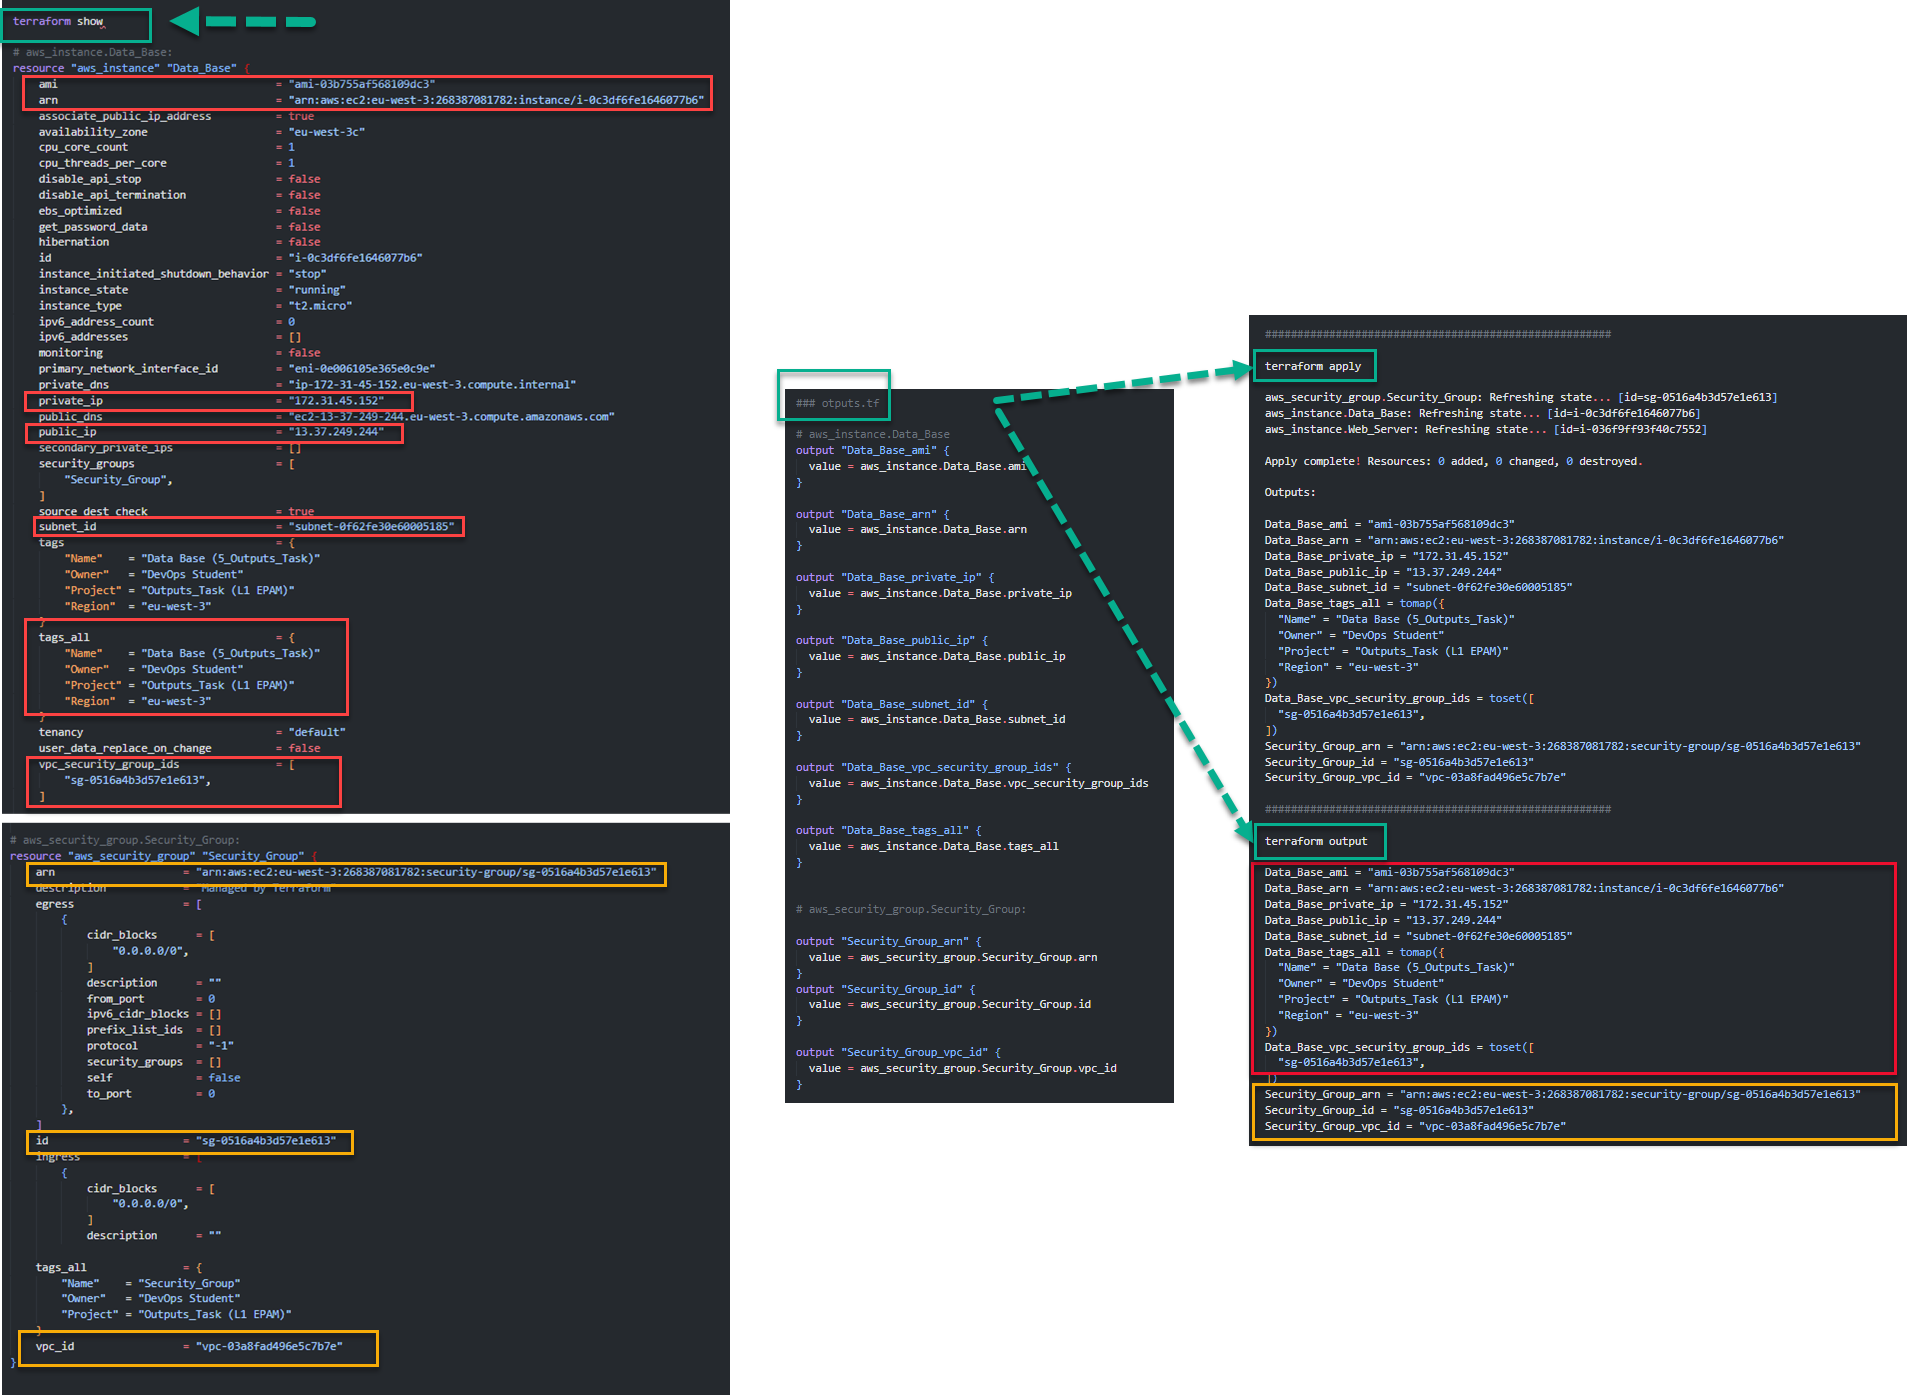 terraform show
# aws_instance.Data_Base:
resource "aws_instance" "Data_Base" {
ami = "ami-03b755af568109dc3"
arn = "arn:aws:ec2:eu-west-3:268387081782:instance/i-0c3df6fe1646077b6"
associate_public_ip_address = true
availability_zone = "eu-west-3c"
cpu_core_count = 1
cpu_threads_per_core = 1
disable_api_stop = false
disable_api_termination = false
ebs_optimized = false
get_password_data = false
hibernation = false
id = "i-0c3df6fe1646077b6"
instance_initiated_shutdown_behavior = "stop"
instance_state = "running"
instance_type = "t2.micro"
ipv6_address_count = 0
ipv6_addresses = []
monitoring = false
primary_network_interface_id = "eni-0e006105e365e0c9e"
private_dns = "ip-172-31-45-152.eu-west-3.compute.internal"
private_ip = "172.31.45.152"
public_dns = "ec2-13-37-249-244.eu-west-3.compute.amazonaws.com"
public_ip = "13.37.249.244"
secondary_private_ips = []
security_groups = [
"Security_Group",
]
source_dest_check = true
subnet_id = "subnet-0f62fe30e60005185"
tags = {
"Name" = "Data Base (5_Outputs_Task)"
"Owner" = "DevOps Student"
"Project" = "Outputs_Task (L1 EPAM)"
"Region" = "eu-west-3"
}
tags_all = {
"Name" = "Data Base (5_Outputs_Task)"
"Owner" = "DevOps Student"
"Project" = "Outputs_Task (L1 EPAM)"
"Region" = "eu-west-3"
}
tenancy = "default"
user_data_replace_on_change = false
vpc_security_group_ids = [
"sg-0516a4b3d57e1e613",
]
# aws_security_group.Security_Group:
resource "aws_security_group" "Security_Group" {
arn = "arn:aws:ec2:eu-west-3:268387081782:security-group/sg-0516a4b3d57e1e613"
description = "Managed by Terraform"
egress = [
{
cidr_blocks = [
"0.0.0.0/0",
]
description = ""
from_port = 0
ipv6_cidr_blocks = []
prefix_list_ids = []
protocol = "-1"
security_groups = []
self = false
to_port = 0
},
]
id = "sg-0516a4b3d57e1e613"
ingress = [
{
cidr_blocks = [
"0.0.0.0/0",
]
description = ""
tags_all = {
"Name" = "Security_Group"
"Owner" = "DevOps Student"
"Project" = "Outputs_Task (L1 EPAM)"
}
vpc_id = "vpc-03a8fad496e5c7b7e"
}
### otputs.tf
# aws_instance.Data_Base
output "Data_Base_ami" {
value = aws_instance.Data_Base.ami
}
output "Data_Base_arn" {
value = aws_instance.Data_Base.arn
}
output "Data_Base_private_ip" {
value = aws_instance.Data_Base.private_ip
}
output "Data_Base_public_ip" {
value = aws_instance.Data_Base.public_ip
}
output "Data_Base_subnet_id" {
value = aws_instance.Data_Base.subnet_id
}
output "Data_Base_vpc_security_group_ids" {
value = aws_instance.Data_Base.vpc_security_group_ids
}
output "Data_Base_tags_all" {
value = aws_instance.Data_Base.tags_all
}
# aws_security_group.Security_Group:
output "Security_Group_arn" {
value = aws_security_group.Security_Group.arn
}
output "Security_Group_id" {
value = aws_security_group.Security_Group.id
}
output "Security_Group_vpc_id" {
value = aws_security_group.Security_Group.vpc_id
}
######################################################
terraform apply
aws_security_group.Security_Group: Refreshing state... [id=sg-0516a4b3d57e1e613]
aws_instance.Data_Base: Refreshing state... [id=i-0c3df6fe1646077b6]
aws_instance.Web_Server: Refreshing state... [id=i-036f9ff93f40c7552]
Apply complete! Resources: 0 added, 0 changed, 0 destroyed.
Outputs:
Data_Base_ami = "ami-03b755af568109dc3"
Data_Base_arn = "arn:aws:ec2:eu-west-3:268387081782:instance/i-0c3df6fe1646077b6"
Data_Base_private_ip = "172.31.45.152"
Data_Base_public_ip = "13.37.249.244"
Data_Base_subnet_id = "subnet-0f62fe30e60005185"
Data_Base_tags_all = tomap({
"Name" = "Data Base (5_Outputs_Task)"
"Owner" = "DevOps Student"
"Project" = "Outputs_Task (L1 EPAM)"
"Region" = "eu-west-3"
})
Data_Base_vpc_security_group_ids = toset([
"sg-0516a4b3d57e1e613",
])
Security_Group_arn = "arn:aws:ec2:eu-west-3:268387081782:security-group/sg-0516a4b3d57e1e613"
Security_Group_id = "sg-0516a4b3d57e1e613"
Security_Group_vpc_id = "vpc-03a8fad496e5c7b7e"
######################################################
terraform output
Data_Base_ami = "ami-03b755af568109dc3"
Data_Base_arn = "arn:aws:ec2:eu-west-3:268387081782:instance/i-0c3df6fe1646077b6"
Data_Base_private_ip = "172.31.45.152"
Data_Base_public_ip = "13.37.249.244"
Data_Base_subnet_id = "subnet-0f62fe30e60005185"
Data_Base_tags_all = tomap({
"Name" = "Data Base (5_Outputs_Task)"
"Owner" = "DevOps Student"
"Project" = "Outputs_Task (L1 EPAM)"
"Region" = "eu-west-3"
})
Data_Base_vpc_security_group_ids = toset([
"sg-0516a4b3d57e1e613",
])
Security_Group_arn = "arn:aws:ec2:eu-west-3:268387081782:security-group/sg-0516a4b3d57e1e613"
Security_Group_id = "sg-0516a4b3d57e1e613"
Security_Group_vpc_id = "vpc-03a8fad496e5c7b7e"